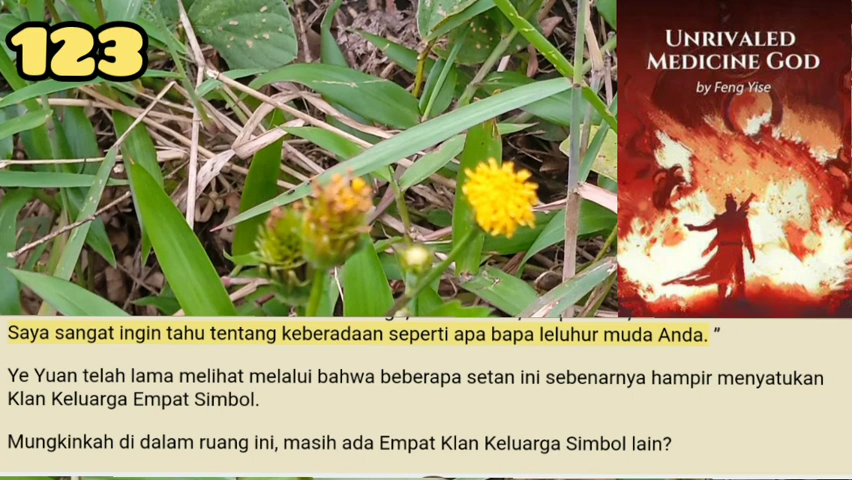 123
UNRIVALED
MEDICINE GOD
by Feng Yise
Saya sangat ingin tahu tentang keberadaan seperti apa bapa leluhur muda Anda. ”
Ye Yuan telah lama melihat melalui bahwa beberapa setan ini sebenarnya hampir menyatukan
Klan Keluarga Empat Simbol.
Mungkinkah di dalam ruang ini, masih ada Empat Klan Keluarga Simbol lain?